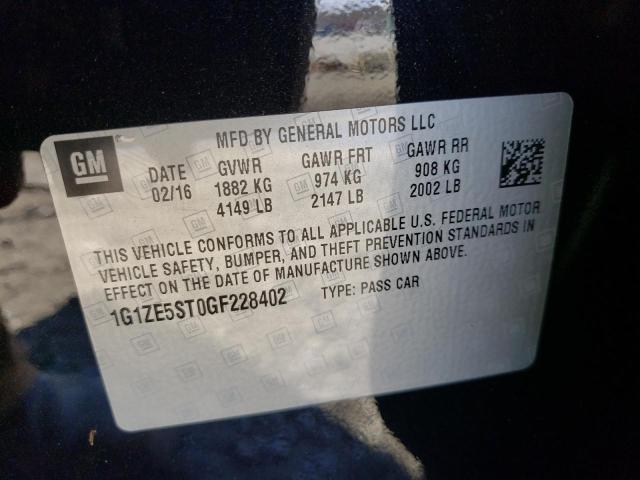 MFD BY GENERAL MOTORS LLC
GM
DATE GVWR GAWR FRT GAWR RR
02/16 1882 KG 974 KG 908 KG
4149 LB 2147 LB 2002 LB
THIS VEHICLE CONFORMS TO ALL APPLICABLE U.S. FEDERAL MOTOR
VEHICLE SAFETY, BUMPER, AND THEFT PREVENTION STANDARDS IN
EFFECT ON THE DATE OF MANUFACTURE SHOWN ABOVE.
1G1ZE5ST0GF228402 TYPE: PASS CAR